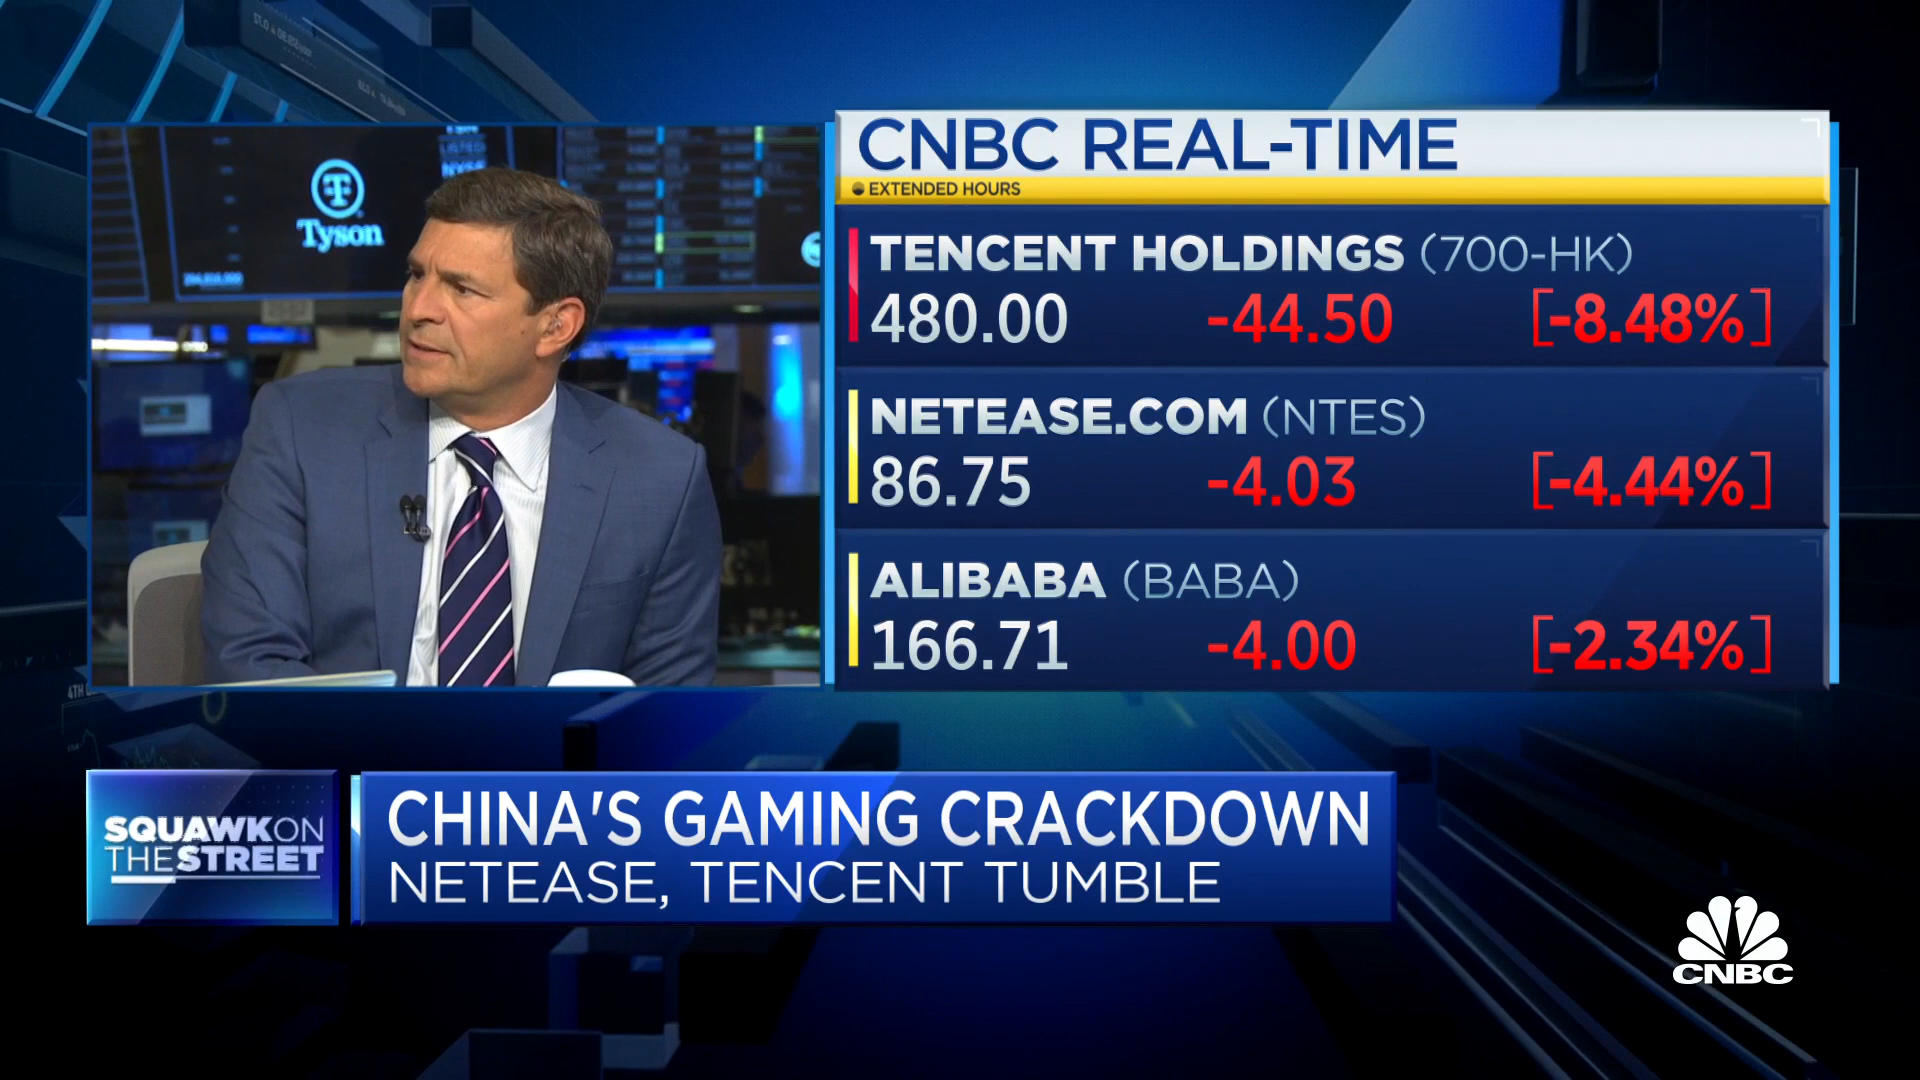 CNBC REAL-TIME
EXTENDED HOURS
TENCENT HOLDINGS (700-HK)
480.00 -44.50 [-8.48%]
NETEASE.COM (NTES)
86.75 -4.03 [-4.44%]
ALIBABA (BABA)
166.71 -4.00 [-2.34%]
Tyson
LISTED
NYSE
SQUAWK ON
THE STREET
CHINA'S GAMING CRACKDOWN
NETEASE, TENCENT TUMBLE
CNBC